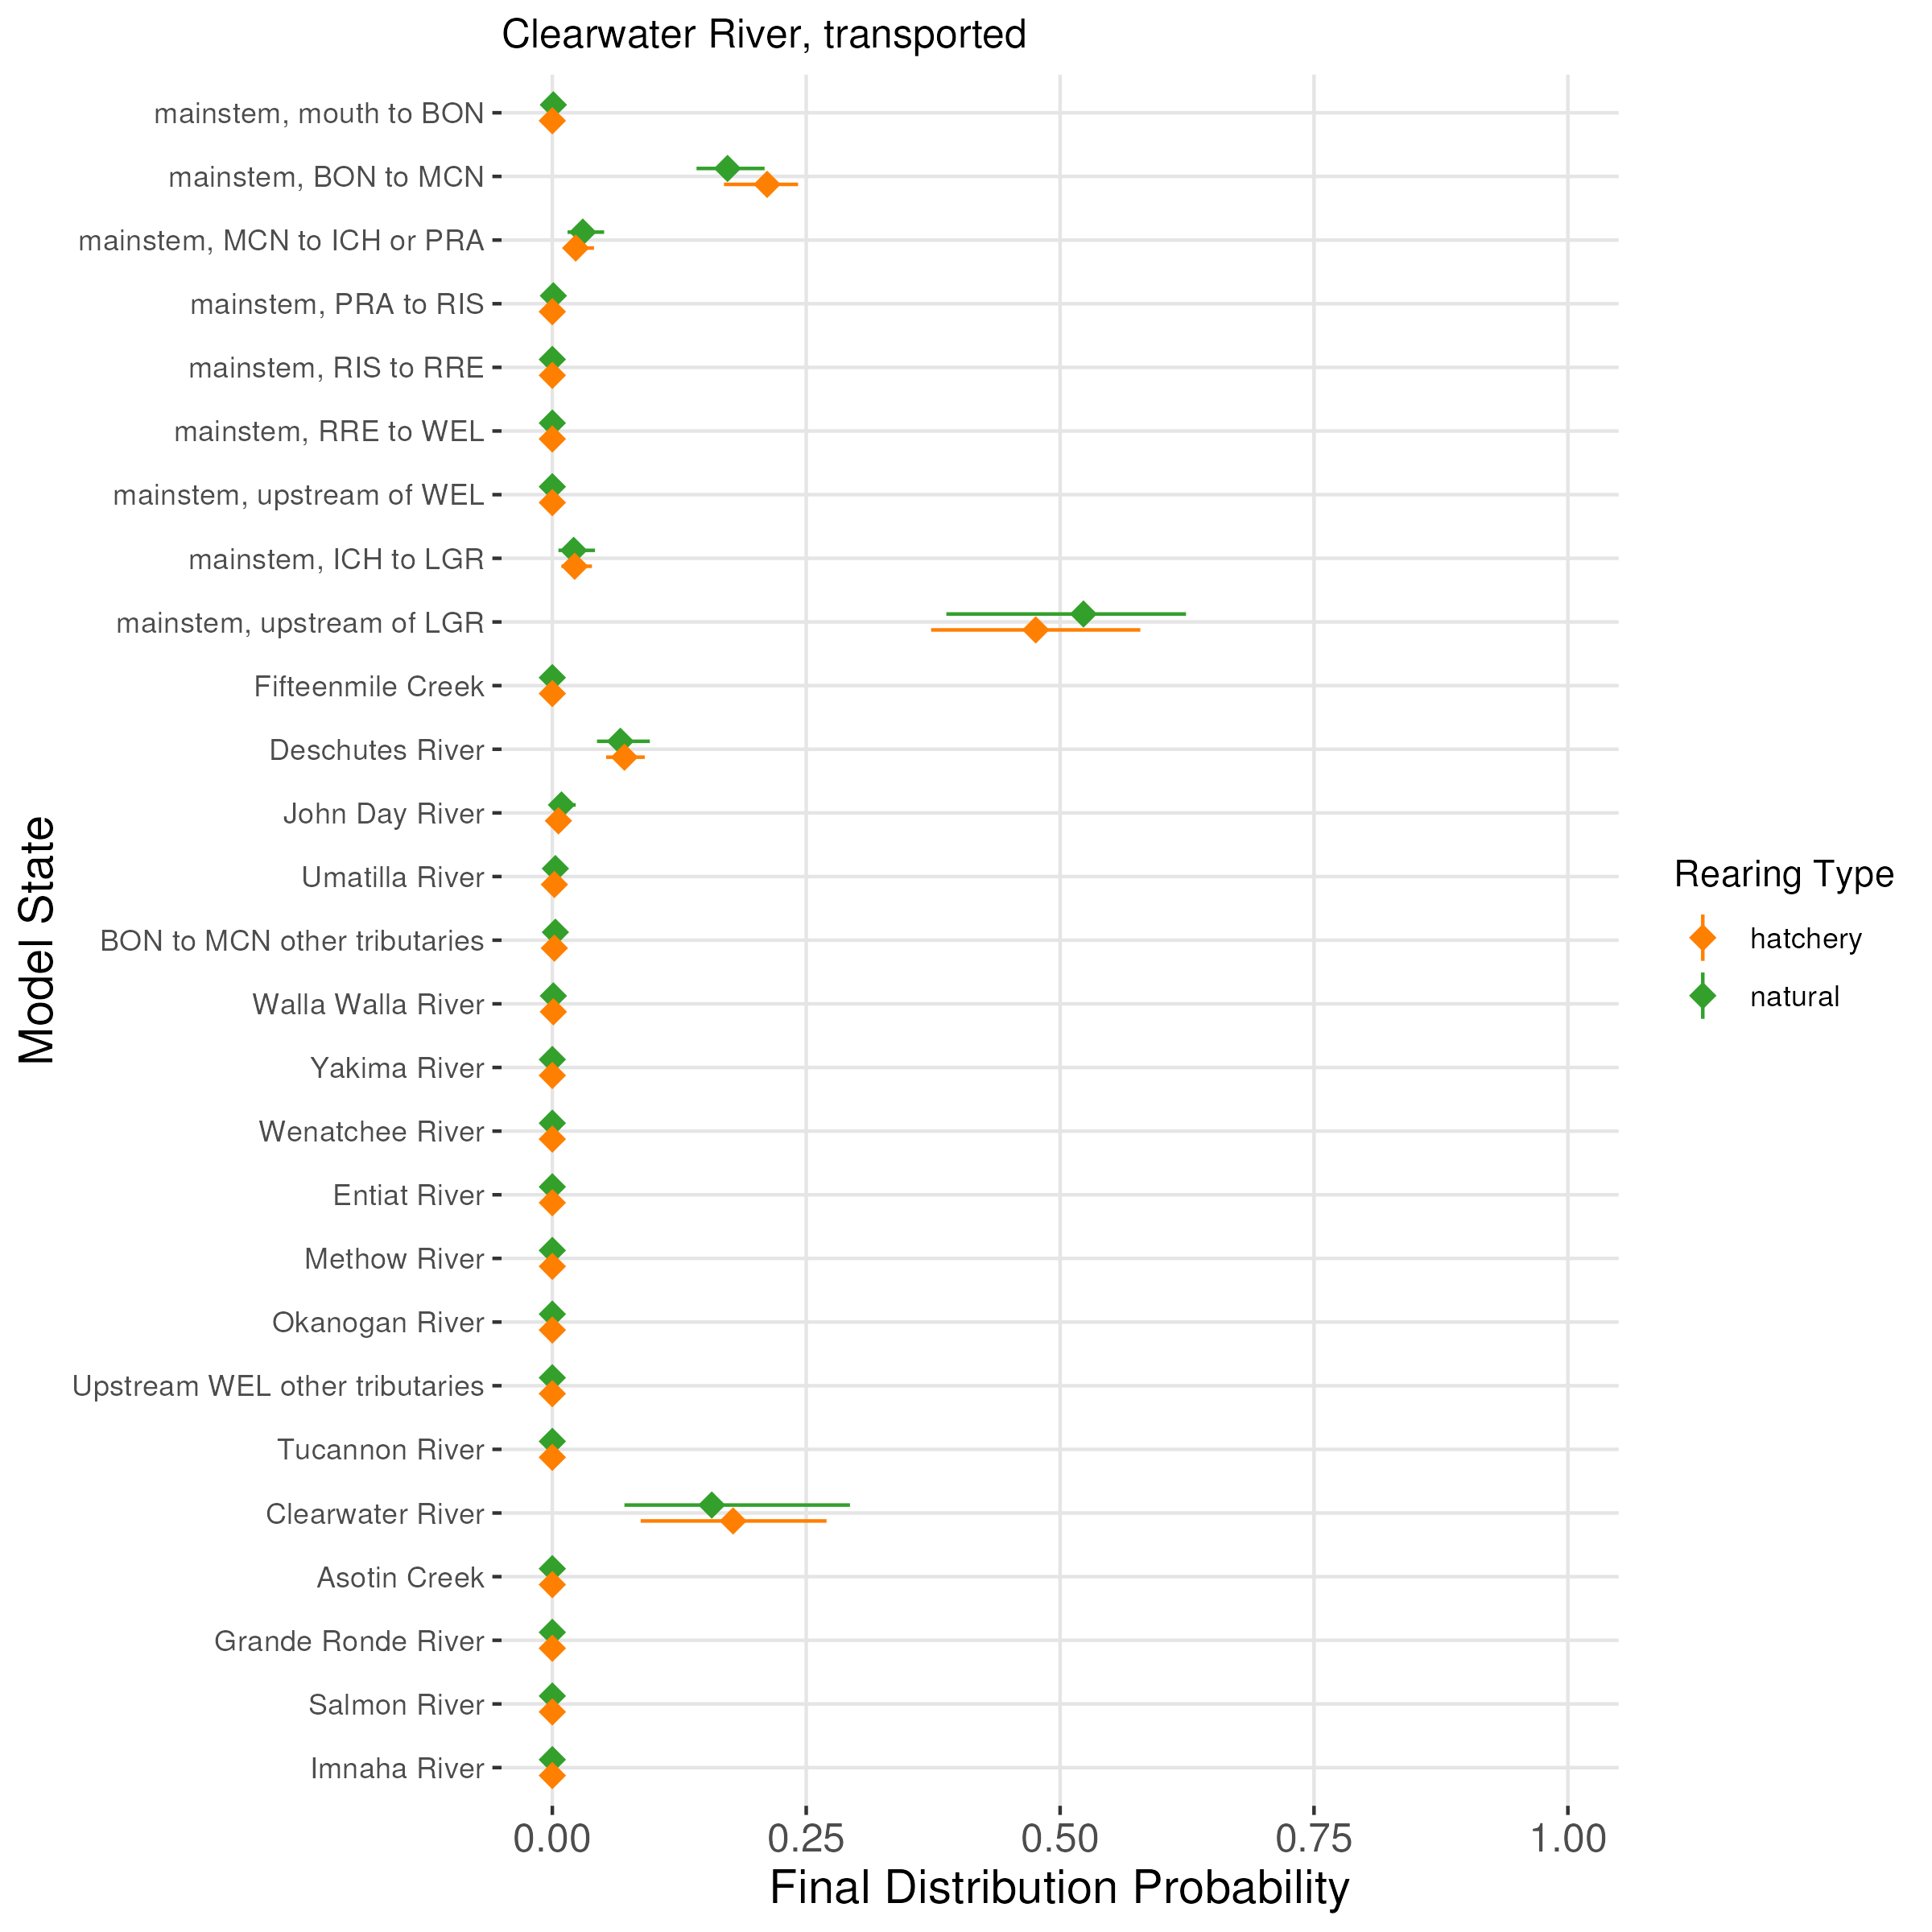 Clearwater River, transported
mainstem, mouth to BON
mainstem, BON to MCN
mainstem, MCN to ICH or PRA
mainstem, PRA to RIS
mainstem, RIS to RRE
mainstem, RRE to WEL
mainstem, upstream of WEL
mainstem, ICH to LGR
mainstem, upstream of LGR
Fifteenmile Creek
Deschutes River
John Day River
Umatilla River
BON to MCN other tributaries
Walla Walla River
Yakima River
Wenatchee River
Entiat River
Methow River
Okanogan River
Upstream WEL other tributaries
Tucannon River
Clearwater River
Asotin Creek
Grande Ronde River
Salmon River
Imnaha River
Model State
0.00 0.25 0.50 0.75 1.00
Final Distribution Probability
Rearing Type
hatchery
natural